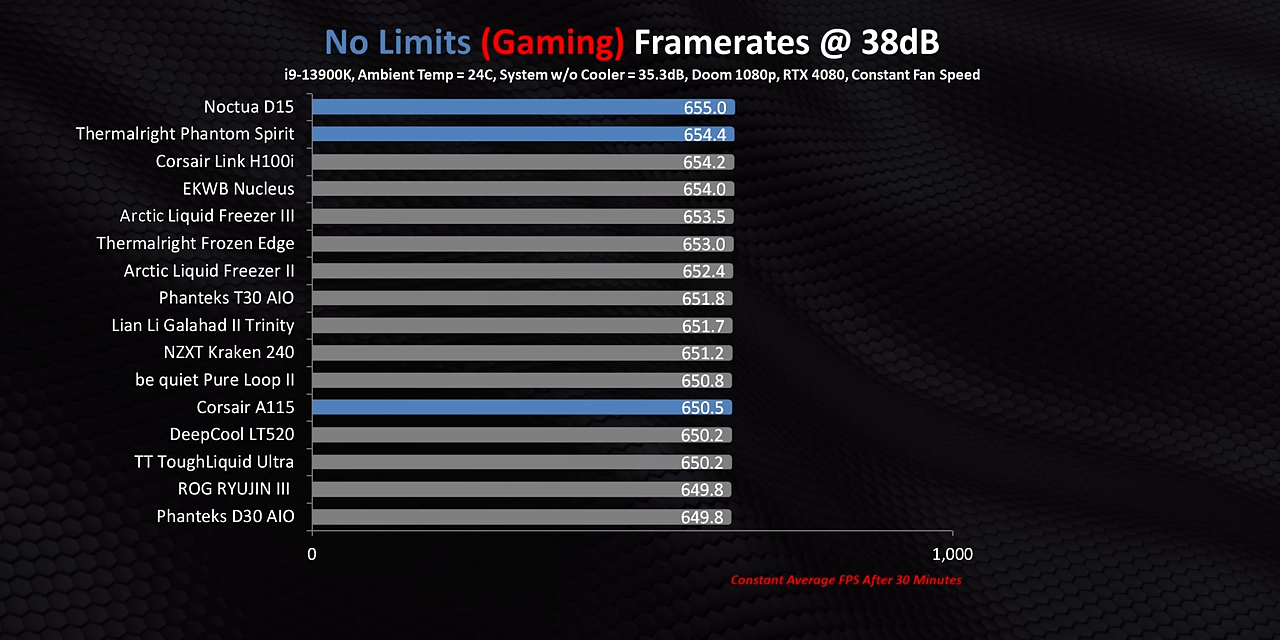 No Limits (Gaming) Framerates @ 38dB
i9-13900K, Ambient Temp = 24C, System w/o Cooler = 35.3dB, Doom 1080p, RTX 4080, Constant Fan Speed
Noctua D15 655.0
Thermalright Phantom Spirit 654.4
Corsair Link H100i 654.2
EKWB Nucleus 654.0
Arctic Liquid Freezer III 653.5
Thermalright Frozen Edge 653.0
Arctic Liquid Freezer II 652.4
Phanteks T30 AIO 651.8
Lian Li Galahad II Trinity 651.7
NZXT Kraken 240 651.2
be quiet Pure Loop II 650.8
Corsair A115 650.5
DeepCool LT520 650.2
TT ToughLiquid Ultra 650.2
ROG RYUJIN III 649.8
Phanteks D30 AIO 649.8
0 1,000
Constant Average FPS After 30 Minutes